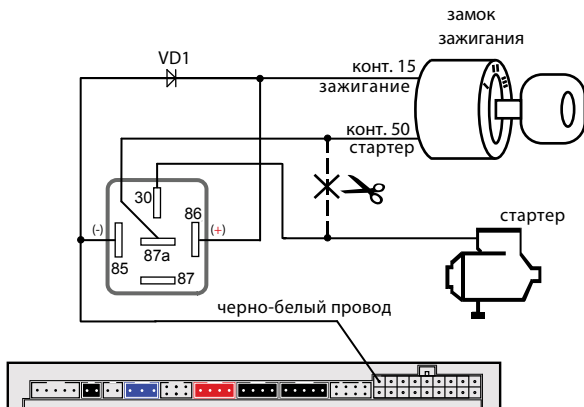 замок
зажигания
VD1
конт. 15
зажигание
конт. 50
стартер
30
86
(-)
(+)
85
87a
87
стартер
черно-белый провод